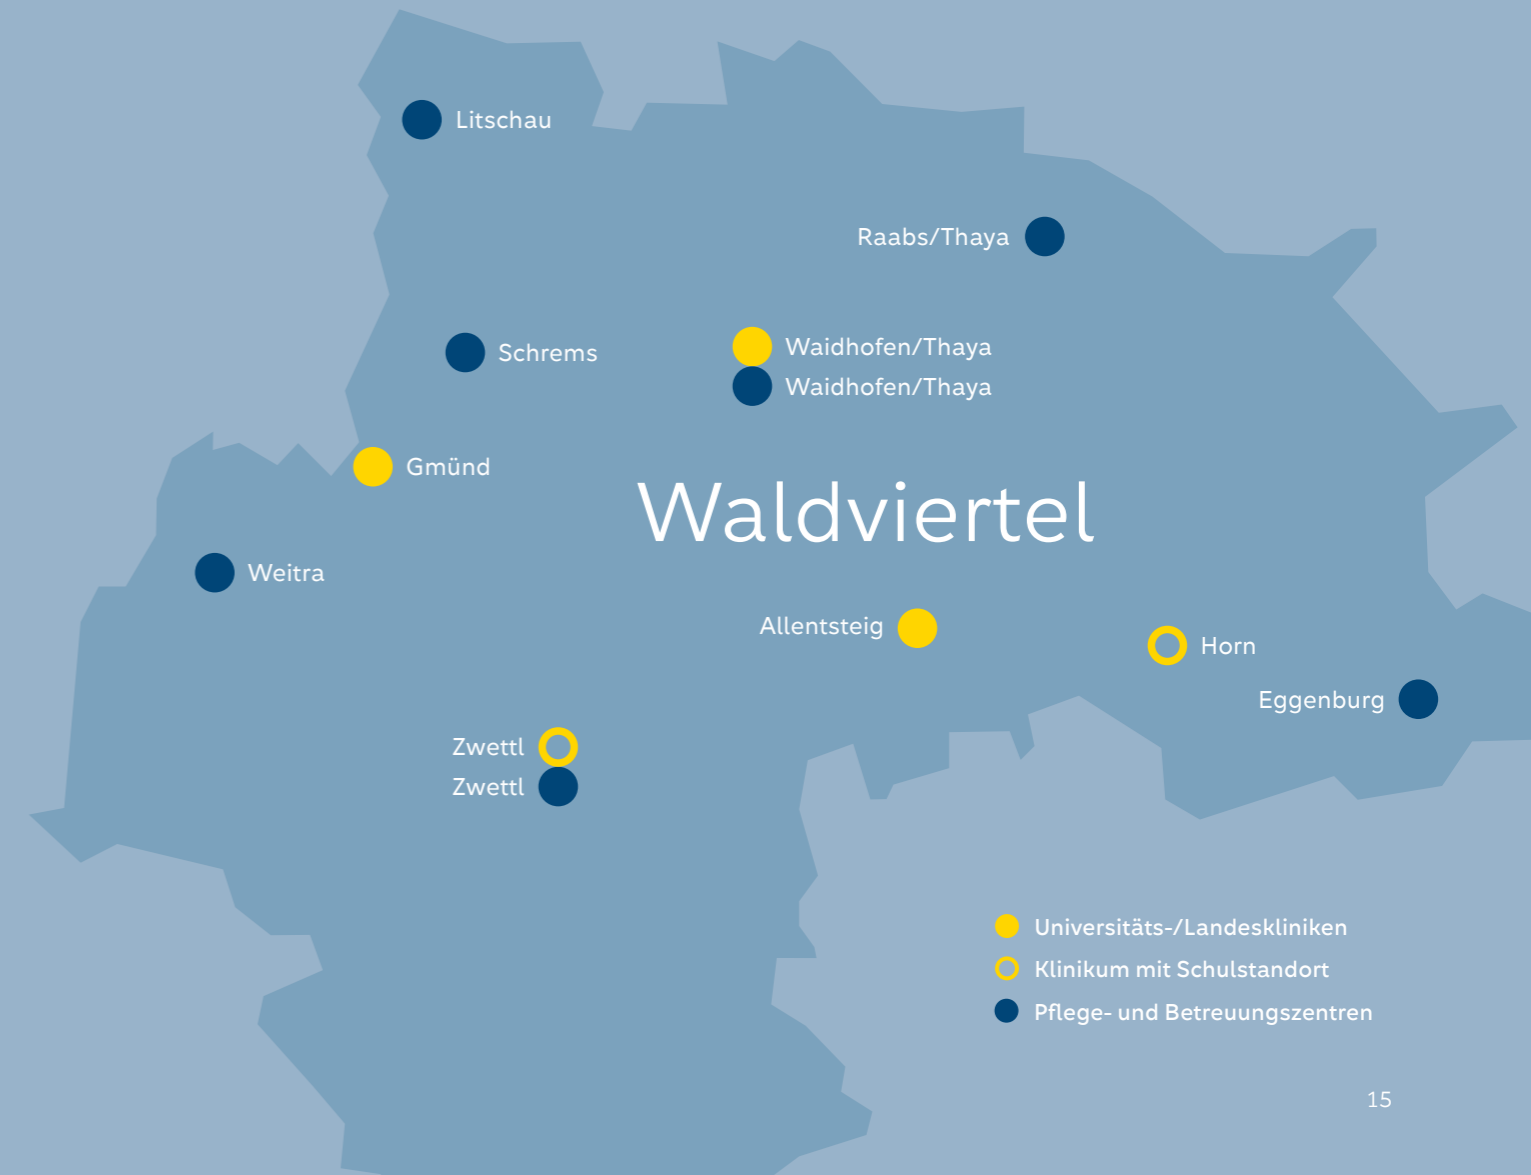 Litschau
Raabs/Thaya
Waidhofen/Thaya
Schrems
Waidhofen/Thaya
Gmünd
Waldviertel
Weitra
Allentsteig
Horn
Eggenburg
Zwettl
Zwettl
Universitäts-/Landeskliniken
Klinikum mit Schulstandort
Pflege- und Betreuungszentren
15